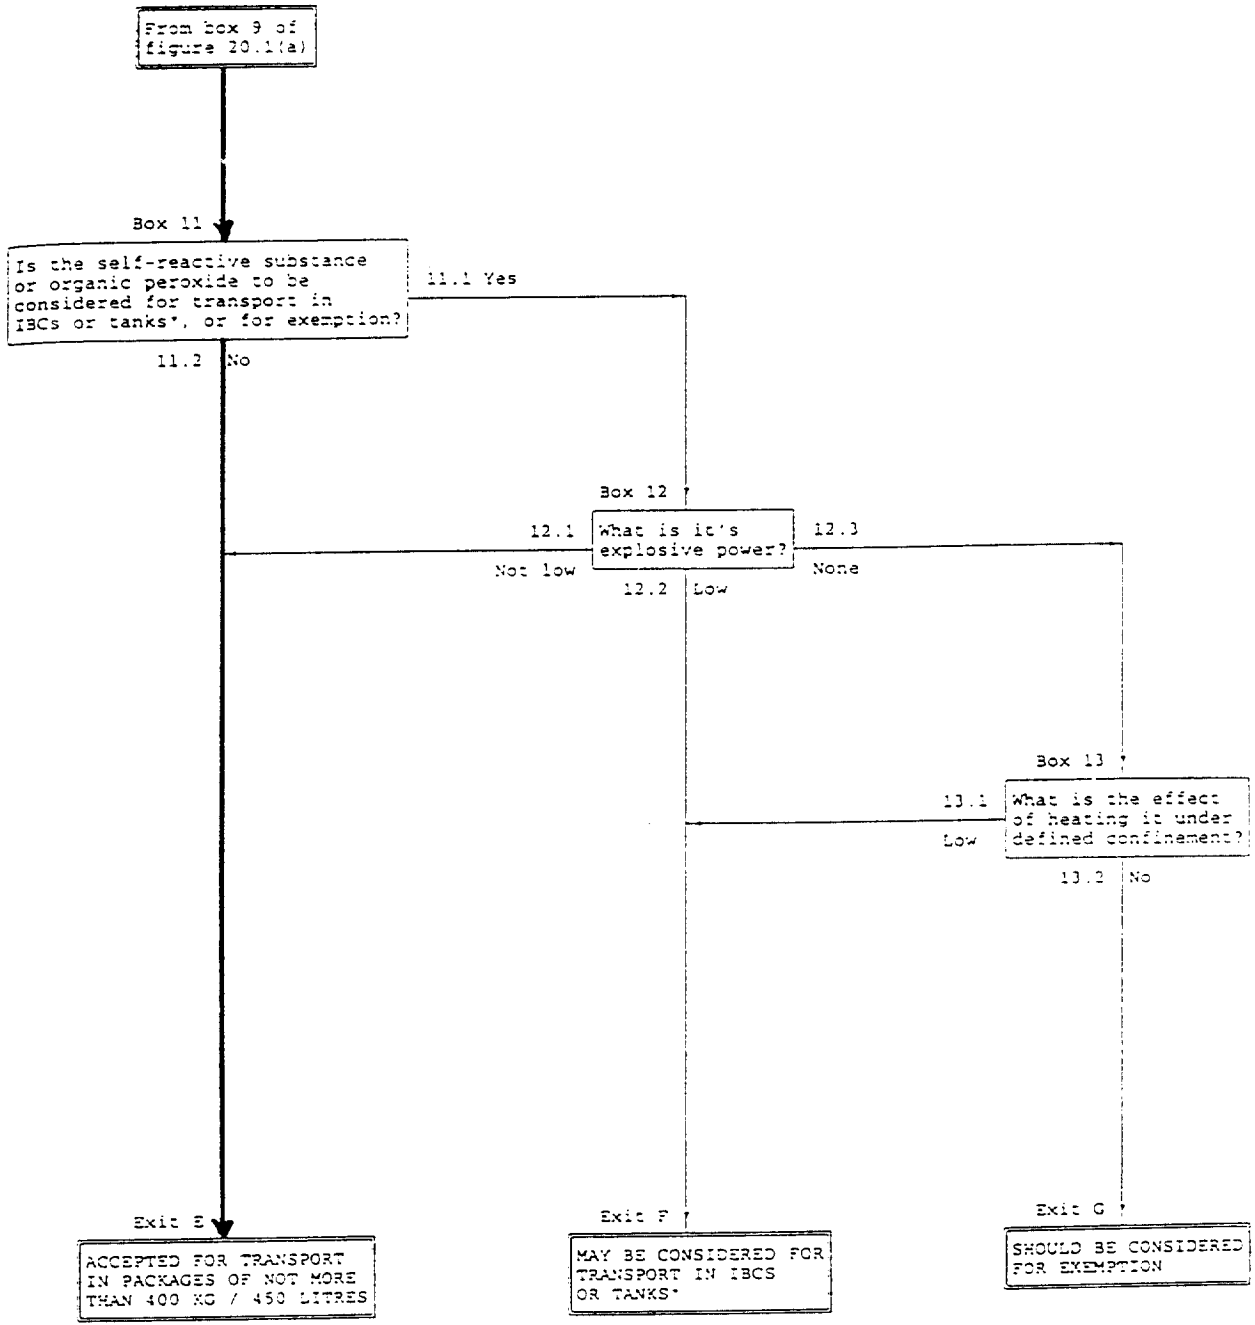 From box 9 of
figure 20.1(a)
Box 11
Is the self-reactive substance
or organic peroxide to be
considered for transport in
IBCs or tanks*, or for exemption?
11.1 Yes
11.2 No
Box 12
What is it's
explosive power?
12.1
Not low
12.2 Low
12.3
None
Box 13
What is the effect
of heating it under
defined confinement?
13.1
Low
13.2 No
Exit E
ACCEPTED FOR TRANSPORT
IN PACKAGES OF NOT MORE
THAN 400 KG / 450 LITRES
Exit F
MAY BE CONSIDERED FOR
TRANSPORT IN IBCS
OR TANKS*
Exit G
SHOULD BE CONSIDERED
FOR EXEMPTION